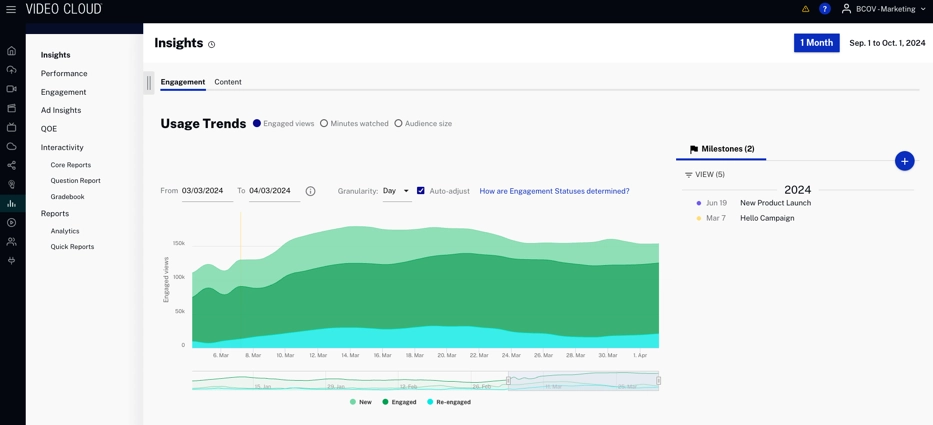 VIDEO CLOUD
? BCOV - Marketing
Insights
Performance
Engagement
Ad Insights
QOE
Interactivity
Core Reports
Question Report
Gradebook
Reports
Analytics
Quick Reports
Insights
1 Month Sep. 1 to Oct. 1, 2024
Engagement Content
Usage Trends Engaged views Minutes watched Audience size
From 03/03/2024 To 04/03/2024 Granularity: Day Auto-adjust How are Engagement Statuses determined?
Engaged views
150k
100k
50k
0
6. Mar 8. Mar 10. Mar 12. Mar 14. Mar 16. Mar 18. Mar 20. Mar 22. Mar 24. Mar 26. Mar 28. Mar 30. Mar 1. Apr
15. Jan 29. Jan 12. Feb 26. Feb 11. Mar 25. Mar
New Engaged Re-engaged
Milestones (2)
+
VIEW (5)
2024
Jun 19 New Product Launch
Mar 7 Hello Campaign